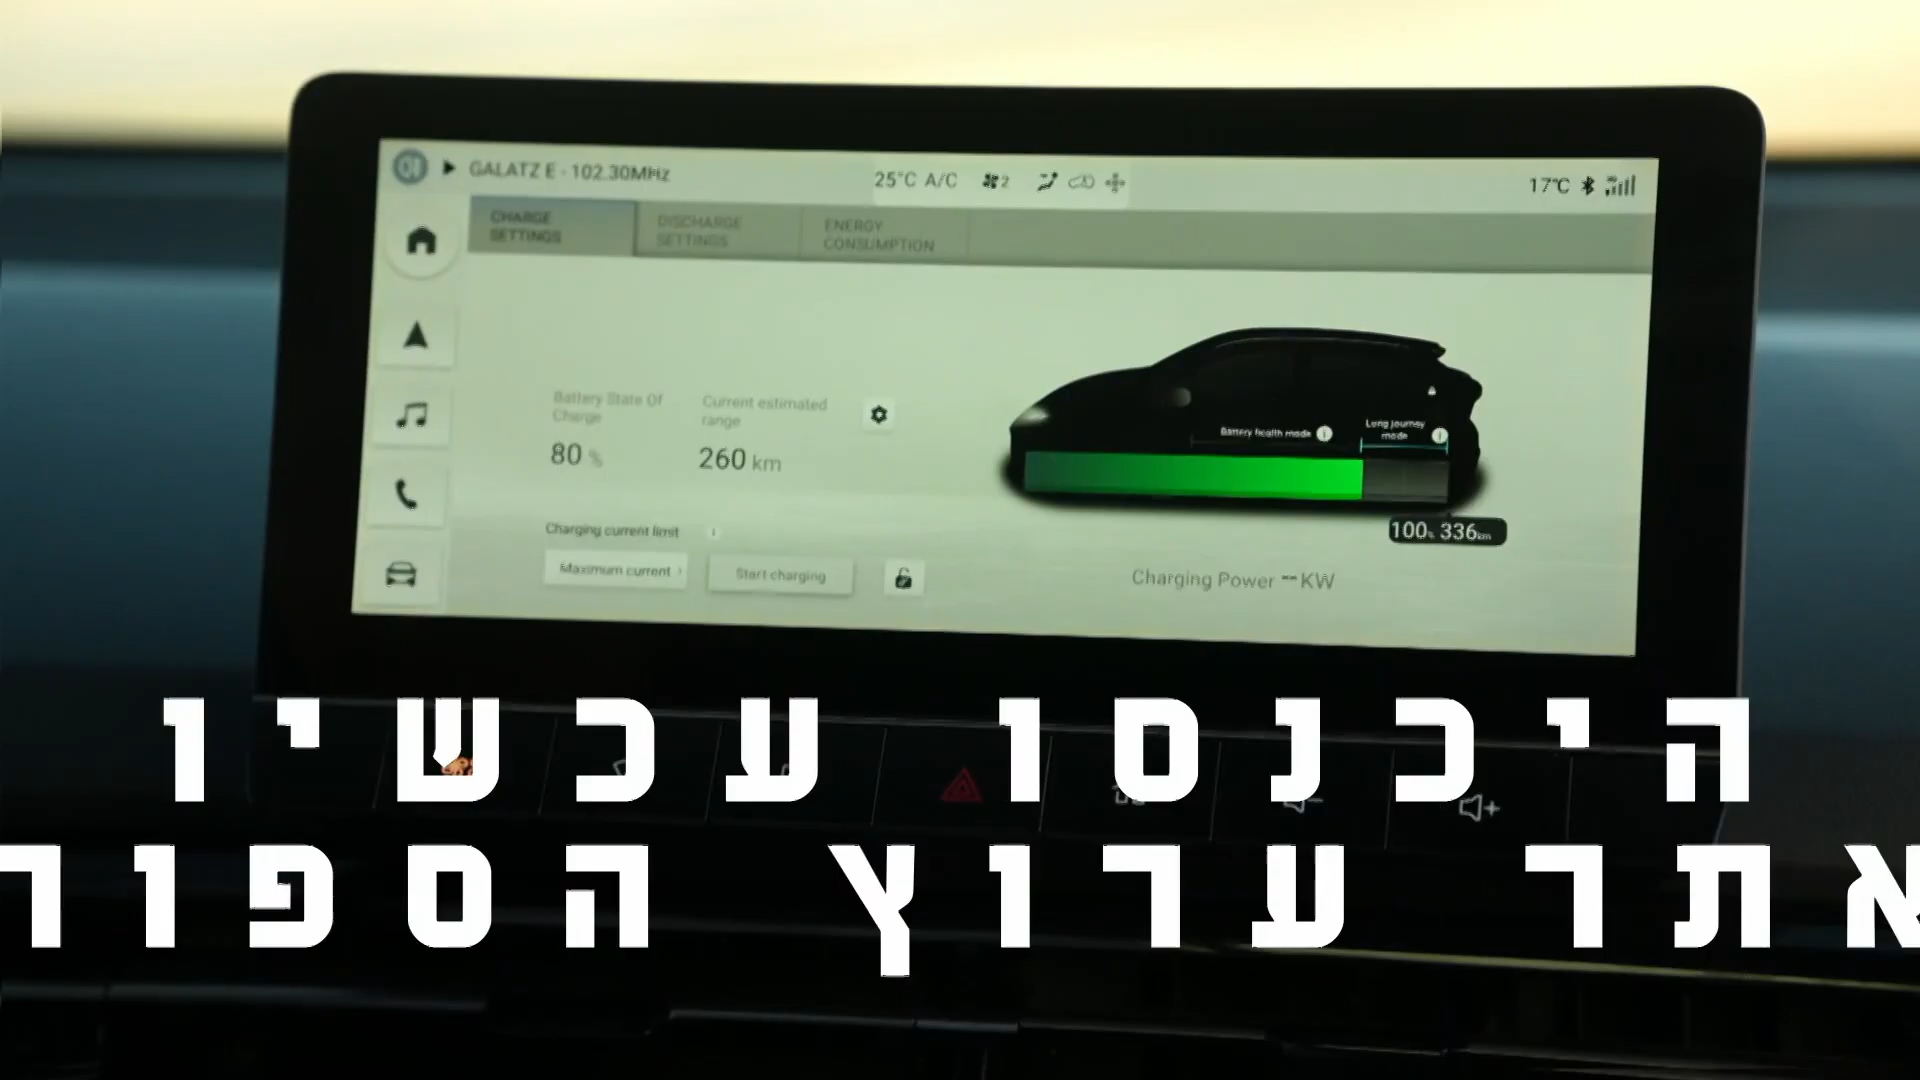 GALATZ E - 102.30MHz
25°C A/C 2
17°C
CHARGE SETTINGS
DISCHARGE SETTINGS
ENERGY CONSUMPTION
Battery State Of Charge
80 %
Current estimated range
260 km
Battery health mode
Long journey mode
100% 336km
Charging current limit
Maximum current
Start charging
Charging Power --KW
היכנסו עכשיו
אתר ערוץ הספור